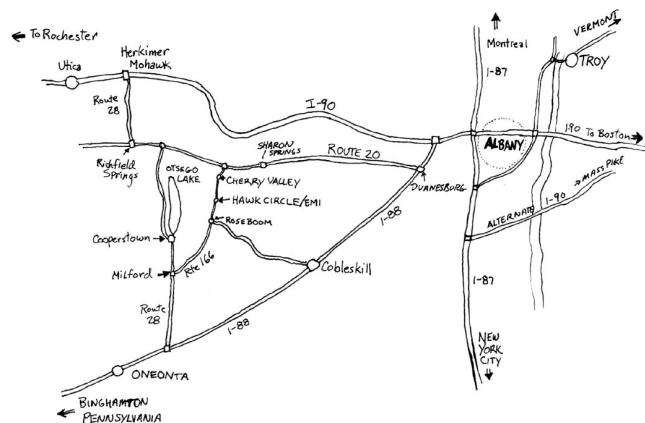 To Rochester
Utica
Herkimer
Mohawk
Route
28
Montreal
I-87
VERMONT
TROY
I-90
ALBANY
I90 To Boston
Richfield
Springs
OTSEGO
LAKE
SHARON
SPRINGS
ROUTE 20
CHERRY VALLEY
DUANESBURG
HAWK CIRCLE/EMI
ROSEBOOM
I-88
ALTERNATE I-90
MASS PIKE
Cooperstown
Milford
Rte 166
Cobleskill
I-87
Route
28
I-88
NEW
YORK
CITY
ONEONTA
BINGHAMTON
PENNSYLVANIA